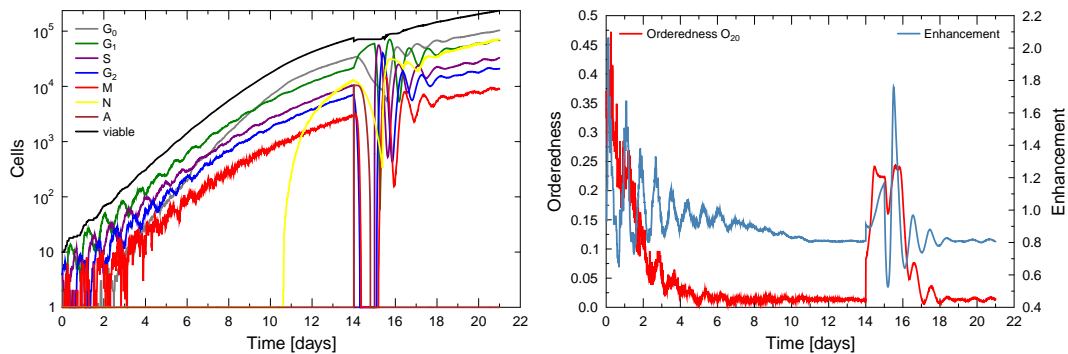 10⁵
10⁴
10³
10²
10
1
Cells
G₀
G₁
S
G₂
M
N
A
viable
0 2 4 6 8 10 12 14 16 18 20 22
Time [days]
0.5
0.45
0.4
0.35
0.3
0.25
0.2
0.15
0.1
0.05
0
Orderedness
Orderedness O₂₀
Enhancement
2.2
2.0
1.8
1.6
1.4
1.2
1.0
0.8
0.6
0.4
Enhancement
0 2 4 6 8 10 12 14 16 18 20 22
Time [days]